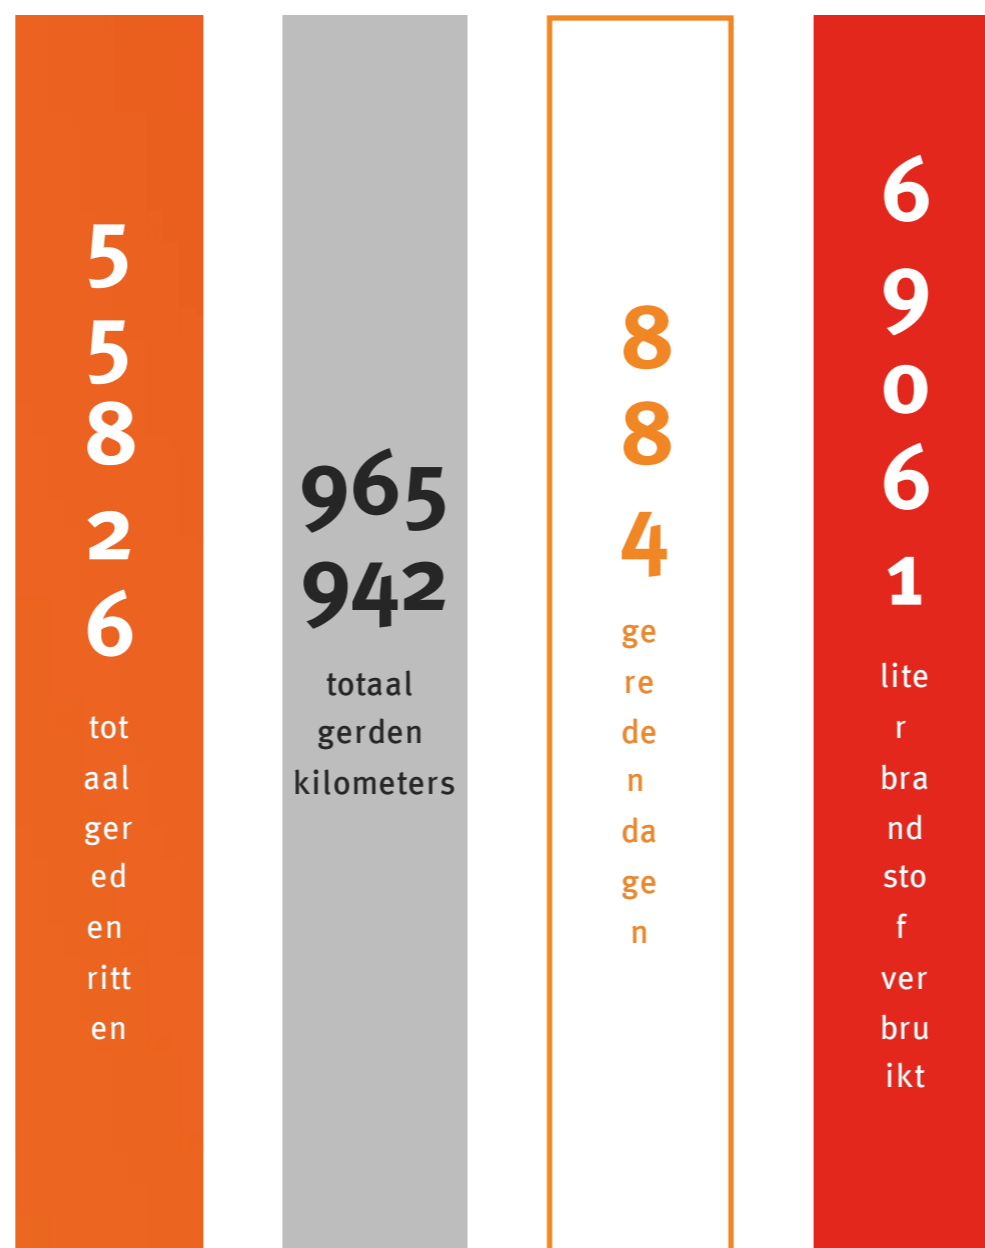 5
5
8
2
6
tot
aal
ger
ed
en
ritt
en
965
942
totaal
gerden
kilometers
8
8
4
ge
re
de
n
da
ge
n
6
9
0
6
1
lite
r
bra
nd
sto
f
ver
bru
ikt